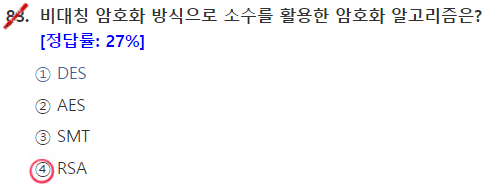 83. 비대칭 암호화 방식으로 소수를 활용한 암호화 알고리즘은?
[정답률: 27%]
① DES
② AES
③ SMT
④ RSA